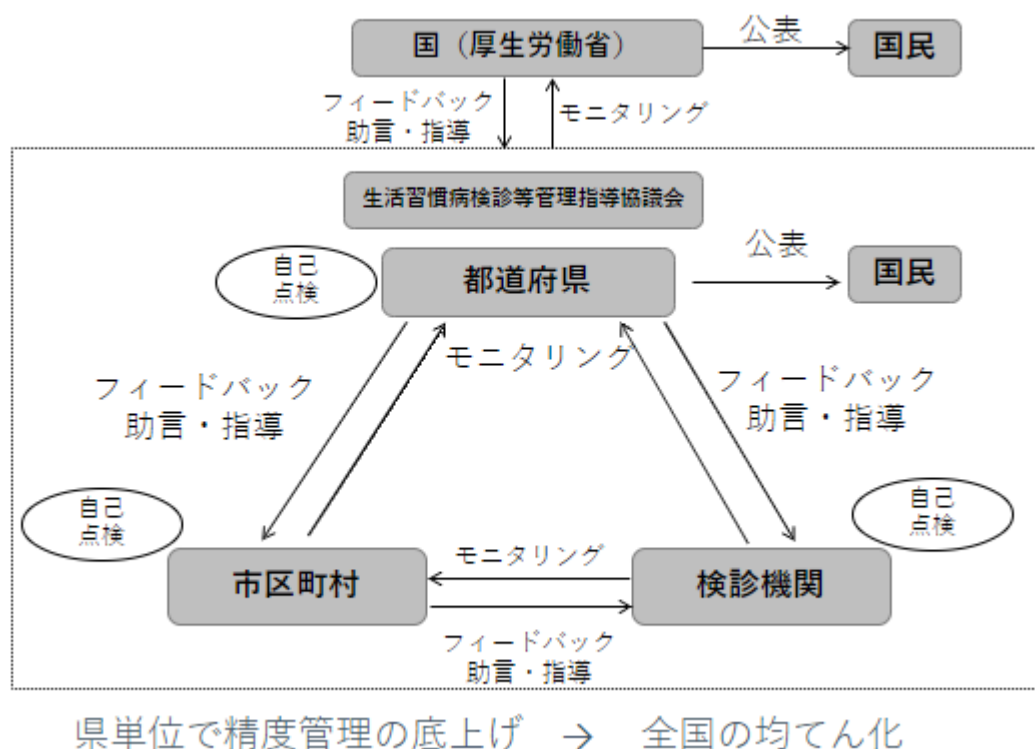 国（厚生労働省）
公表
国民
フィードバック
助言・指導
モニタリング
生活習慣病検診等管理指導協議会
自己
点検
都道府県
公表
国民
モニタリング
フィードバック
助言・指導
フィードバック
助言・指導
自己
点検
自己
点検
市区町村
モニタリング
検診機関
フィードバック
助言・指導
県単位で精度管理の底上げ → 全国の均てん化